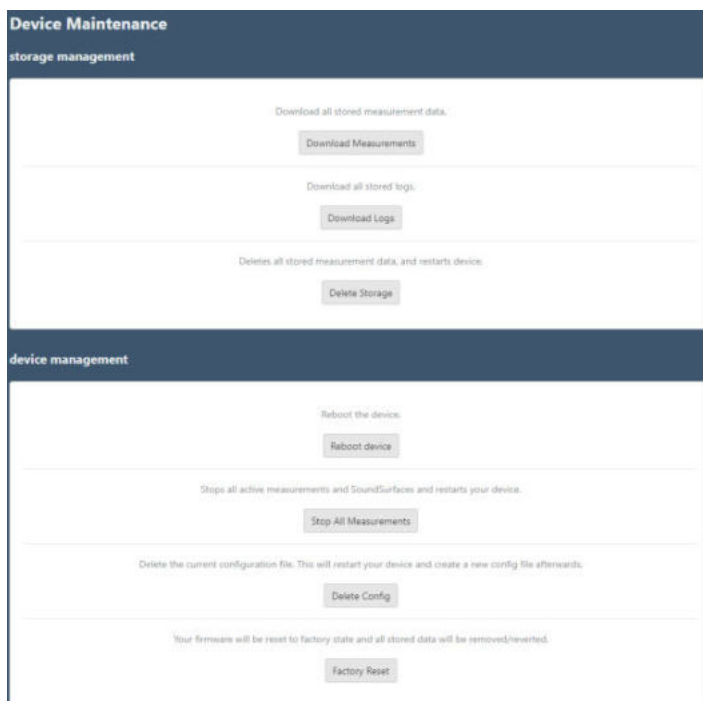 Device Maintenance
storage management
Download all stored measurement data.
Download Measurements
Download all stored logs.
Download Logs
Deletes all stored measurement data, and restarts device.
Delete Storage
device management
Reboot the device.
Reboot device
Stops all active measurements and SoundSurfaces and restarts your device.
Stop All Measurements
Delete the current configuration file. This will restart your device and create a new config file afterwards.
Delete Config
Your firmware will be reset to factory state and all stored data will be removed/reverted.
Factory Reset